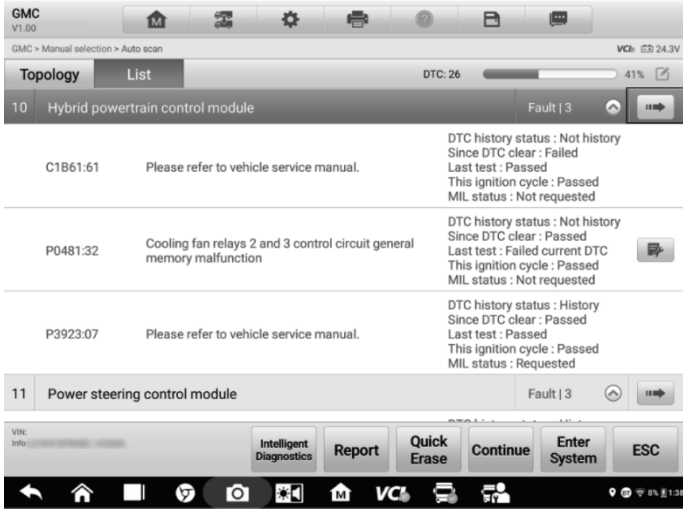 GMC
V1.00
GMC > Manual selection > Auto scan
VCI 24.3V
Topology List DTC: 26 41%
10 Hybrid powertrain control module Fault | 3
C1B61:61 Please refer to vehicle service manual.
DTC history status : Not history
Since DTC clear : Failed
Last test : Passed
This ignition cycle : Passed
MIL status : Not requested
P0481:32
Cooling fan relays 2 and 3 control circuit general
memory malfunction
DTC history status : Not history
Since DTC clear : Passed
Last test : Failed current DTC
This ignition cycle : Passed
MIL status : Not requested
P3923:07 Please refer to vehicle service manual.
DTC history status : History
Since DTC clear : Passed
Last test : Passed
This ignition cycle : Passed
MIL status : Requested
11 Power steering control module Fault | 3
VIN:
Info:
Intelligent
Diagnostics
Report
Quick
Erase
Continue
Enter
System
ESC
M VCI
8% 1:38